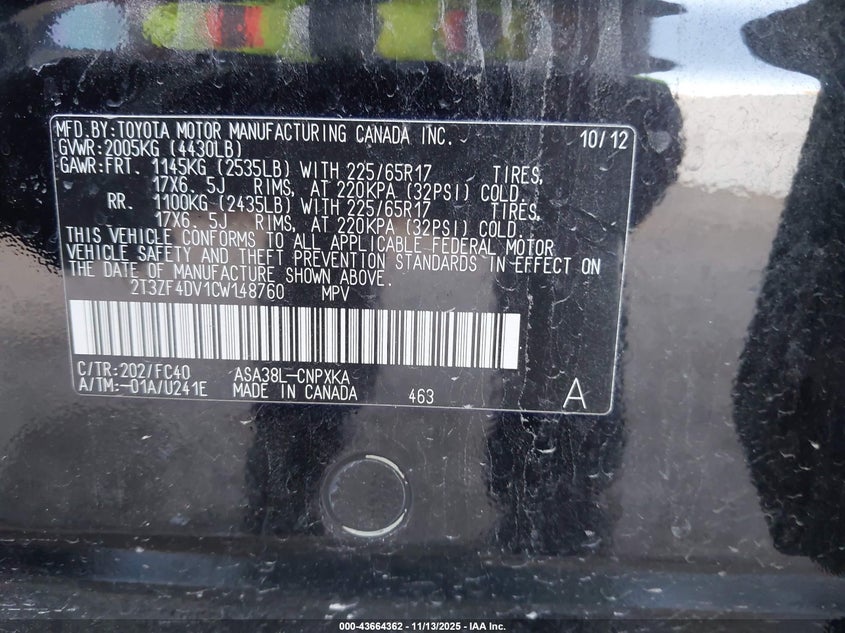 MFD.BY:TOYOTA MOTOR MANUFACTURING CANADA INC. 10/12
GVWR:2005KG (4430LB)
GAWR:FRT. 1145KG (2535LB) WITH 225/65R17 TIRES,
17X6. 5J RIMS, AT 220KPA (32PSI) COLD.
RR. 1100KG (2435LB) WITH 225/65R17 TIRES,
17X6. 5J RIMS, AT 220KPA (32PSI) COLD.
THIS VEHICLE CONFORMS TO ALL APPLICABLE FEDERAL MOTOR
VEHICLE SAFETY AND THEFT PREVENTION STANDARDS IN EFFECT ON
THE DATE OF MANUFACTURE SHOWN ABOVE.
2T3ZF4DV1CW148760 MPV
C/TR:202/FC40 ASA38L-CNPXKA
A/TM:-01A/U241E MADE IN CANADA 463 A
000-43664362 - 11/13/2025 - IAA Inc.